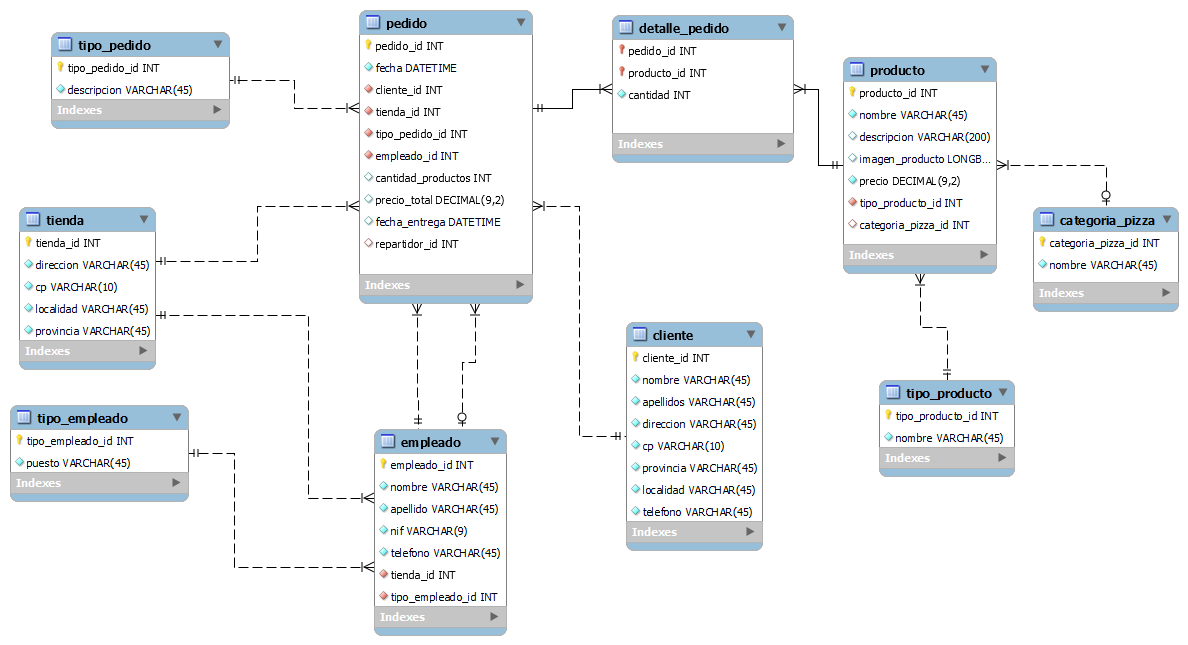 tipo_pedido
tipo_pedido_id INT
descripcion VARCHAR(45)
Indexes
pedido
pedido_id INT
fecha DATETIME
cliente_id INT
tienda_id INT
tipo_pedido_id INT
empleado_id INT
cantidad_productos INT
precio_total DECIMAL(9,2)
fecha_entrega DATETIME
repartidor_id INT
Indexes
detalle_pedido
pedido_id INT
producto_id INT
cantidad INT
Indexes
producto
producto_id INT
nombre VARCHAR(45)
descripcion VARCHAR(200)
imagen_producto LONGB...
precio DECIMAL(9,2)
tipo_producto_id INT
categoria_pizza_id INT
Indexes
tienda
tienda_id INT
direccion VARCHAR(45)
cp VARCHAR(10)
localidad VARCHAR(45)
provincia VARCHAR(45)
Indexes
categoria_pizza
categoria_pizza_id INT
nombre VARCHAR(45)
Indexes
cliente
cliente_id INT
nombre VARCHAR(45)
apellidos VARCHAR(45)
direccion VARCHAR(45)
cp VARCHAR(10)
provincia VARCHAR(45)
localidad VARCHAR(45)
telefono VARCHAR(45)
Indexes
tipo_producto
tipo_producto_id INT
nombre VARCHAR(45)
Indexes
tipo_empleado
tipo_empleado_id INT
puesto VARCHAR(45)
Indexes
empleado
empleado_id INT
nombre VARCHAR(45)
apellido VARCHAR(45)
nif VARCHAR(9)
telefono VARCHAR(45)
tienda_id INT
tipo_empleado_id INT
Indexes